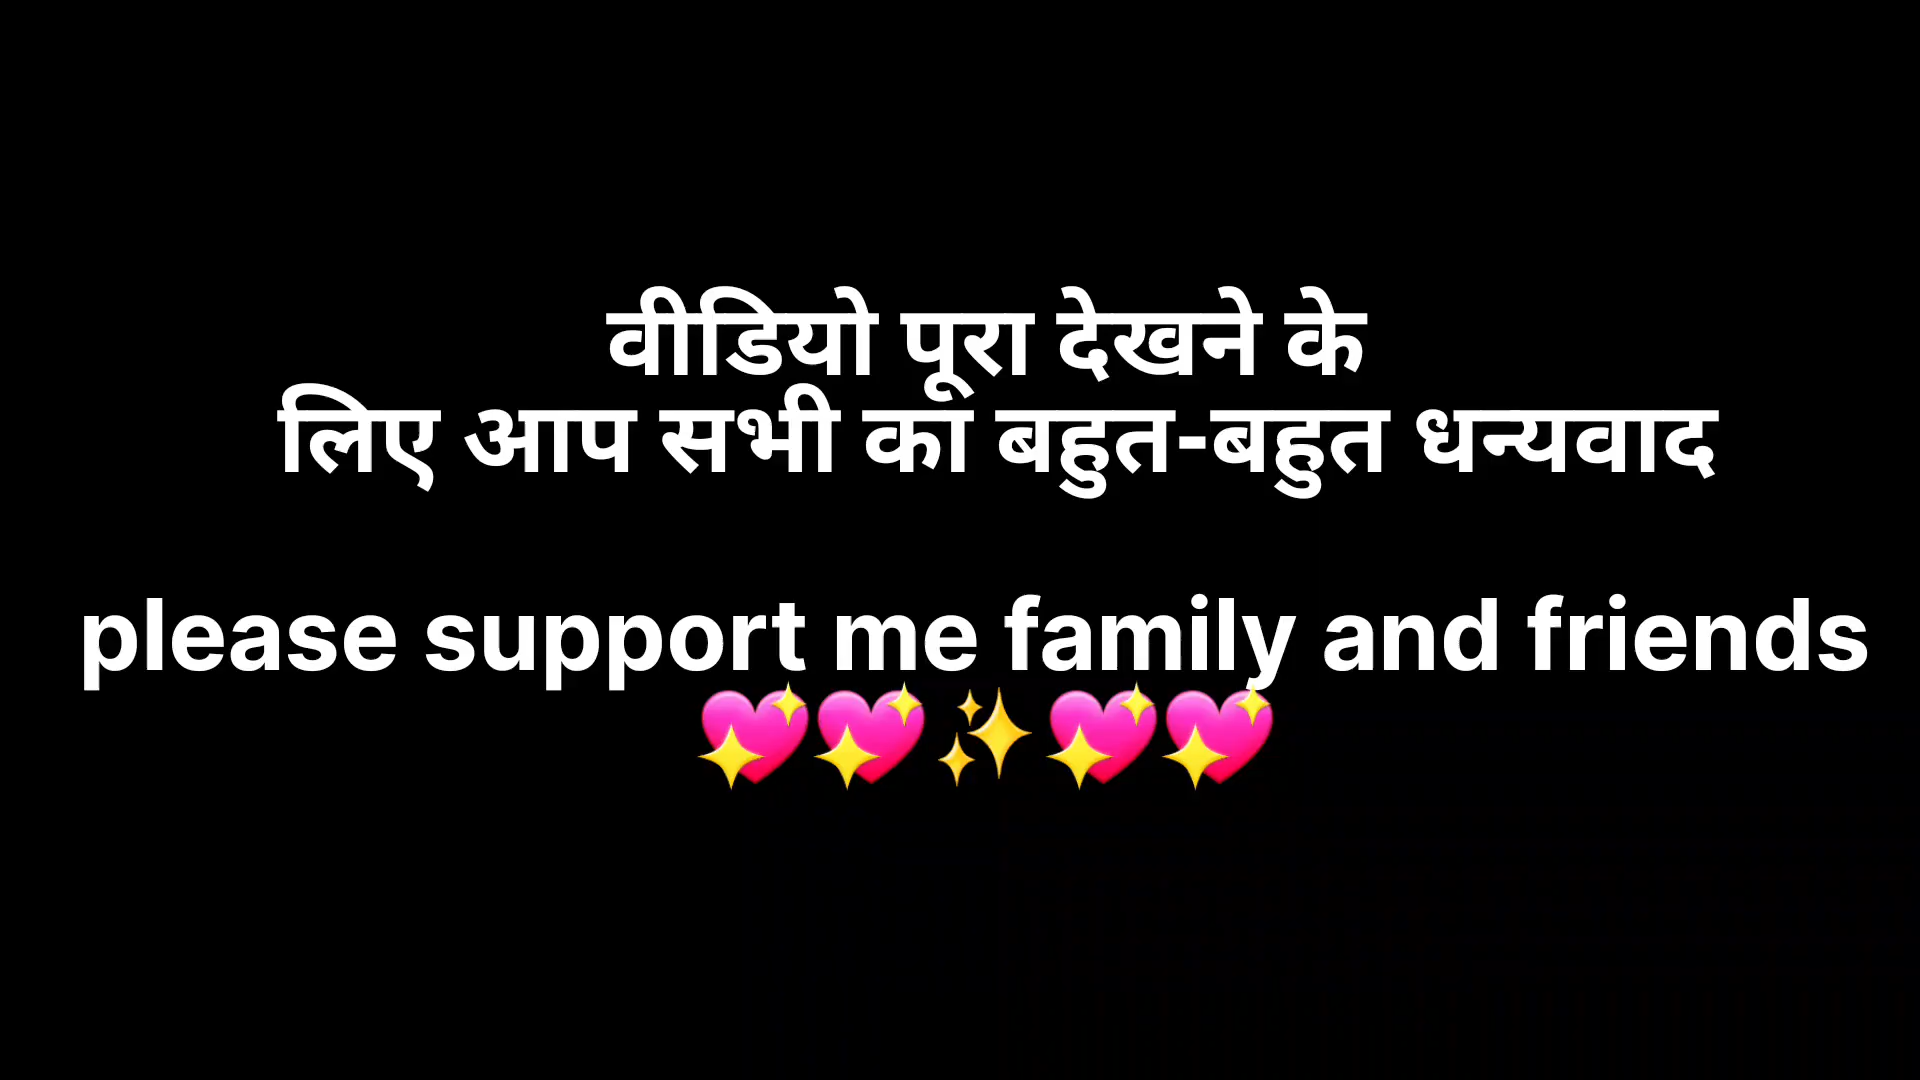 वीडियो पूरा देखने के
लिए आप सभी का बहुत-बहुत धन्यवाद
please support me family and friends
💖💖✨💖💖